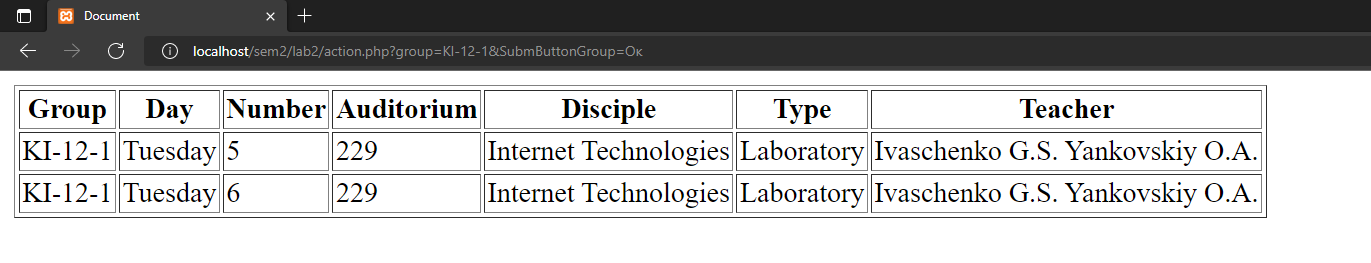 Document
localhost/sem2/lab2/action.php?group=KI-12-1&SubmButtonGroup=Ок
Group Day Number Auditorium Disciple Type Teacher
KI-12-1 Tuesday 5 229 Internet Technologies Laboratory Ivaschenko G.S. Yankovskiy O.A.
KI-12-1 Tuesday 6 229 Internet Technologies Laboratory Ivaschenko G.S. Yankovskiy O.A.